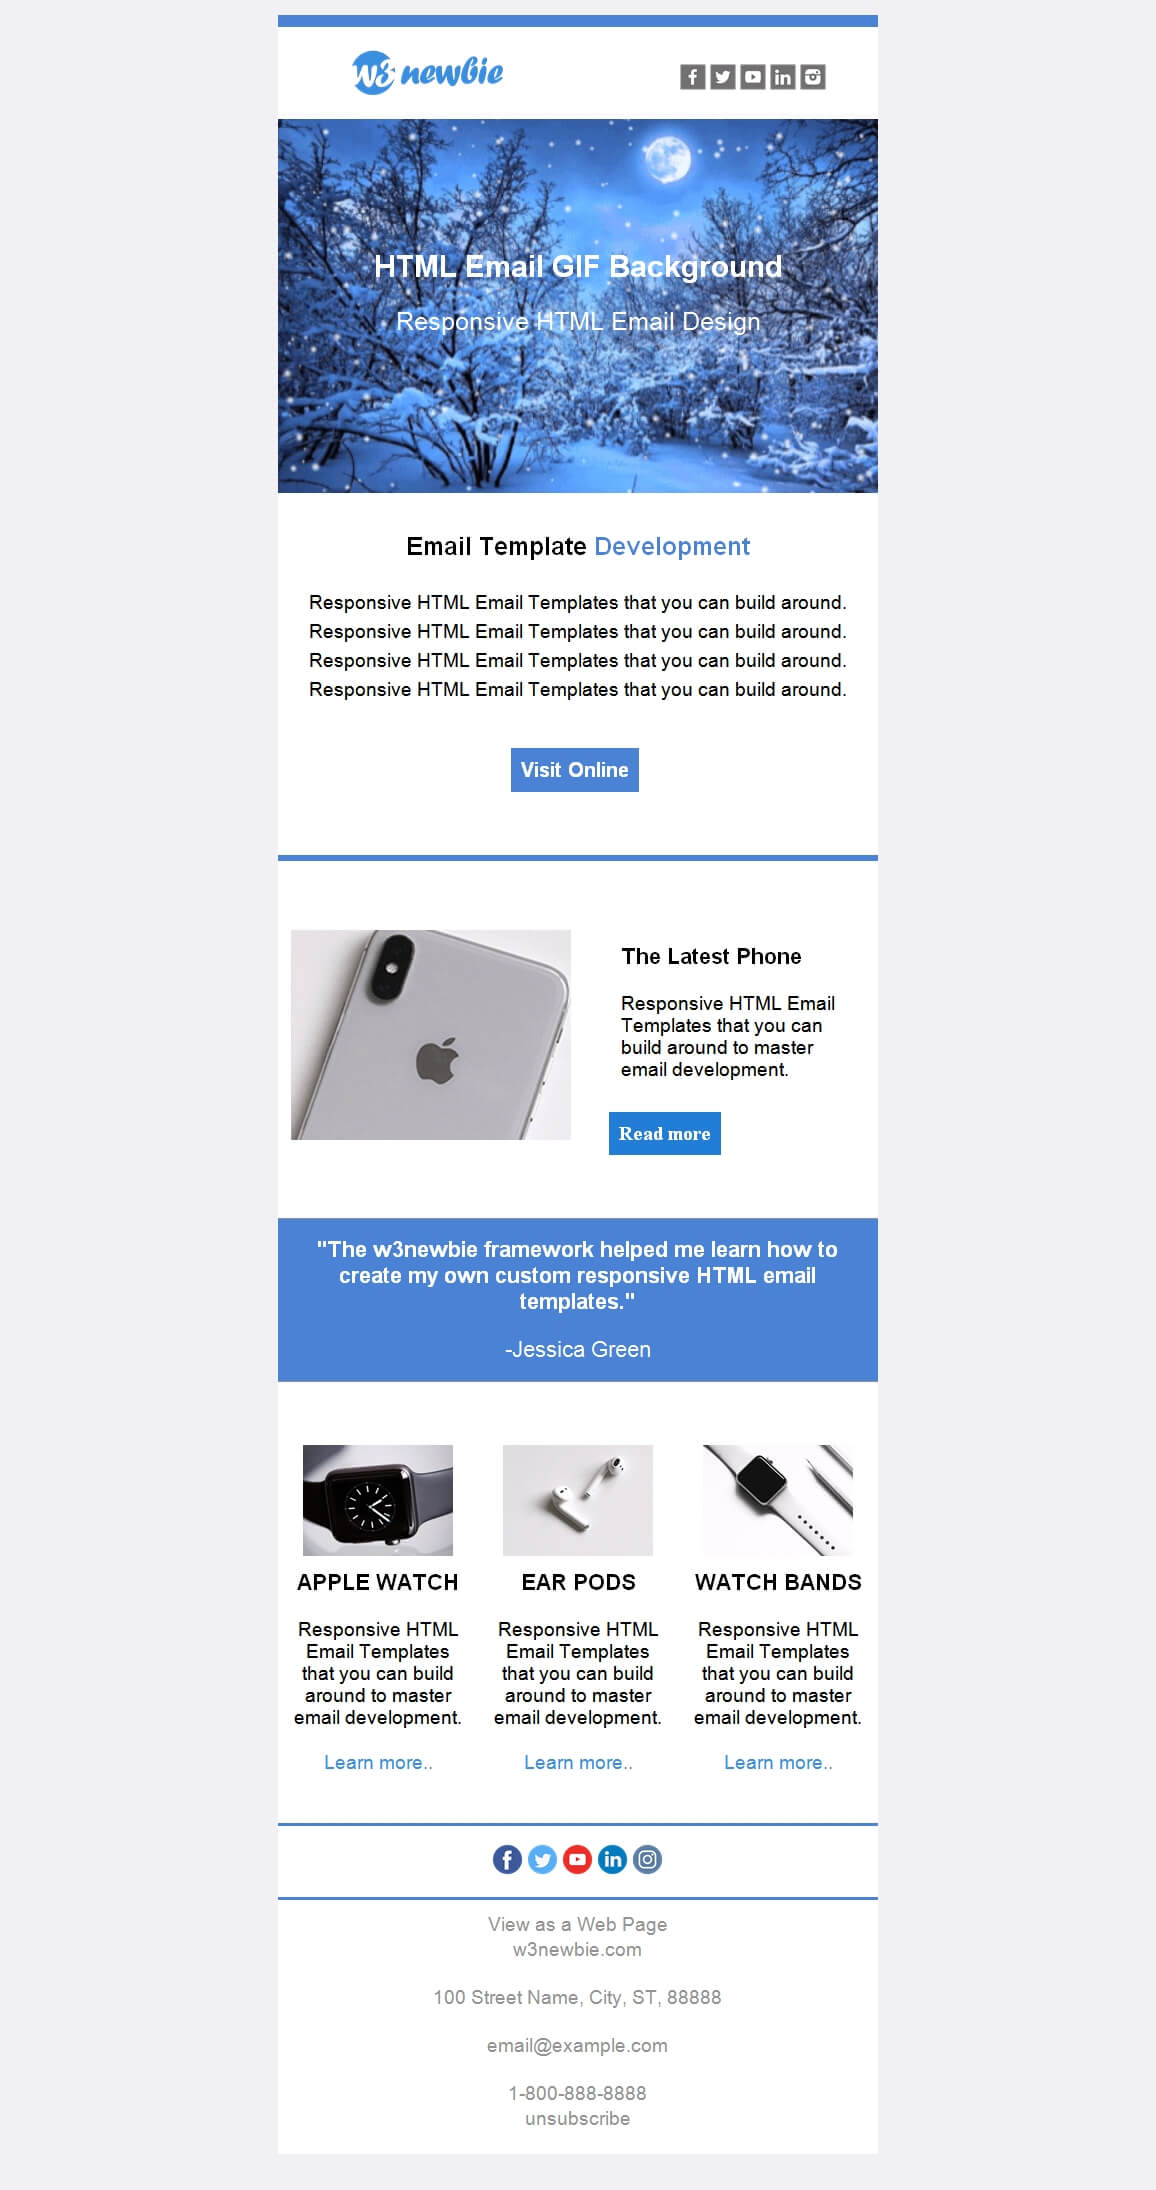 w3 newbie
HTML Email GIF Background
Responsive HTML Email Design
Email Template Development
Responsive HTML Email Templates that you can build around.
Responsive HTML Email Templates that you can build around.
Responsive HTML Email Templates that you can build around.
Responsive HTML Email Templates that you can build around.
Visit Online
The Latest Phone
Responsive HTML Email
Templates that you can
build around to master
email development.
Read more
"The w3newbie framework helped me learn how to
create my own custom responsive HTML email
templates."
-Jessica Green
APPLE WATCH
Responsive HTML
Email Templates
that you can build
around to master
email development.
Learn more..
EAR PODS
Responsive HTML
Email Templates
that you can build
around to master
email development.
Learn more..
WATCH BANDS
Responsive HTML
Email Templates
that you can build
around to master
email development.
Learn more..
View as a Web Page
w3newbie.com
100 Street Name, City, ST, 88888
email@example.com
1-800-888-8888
unsubscribe